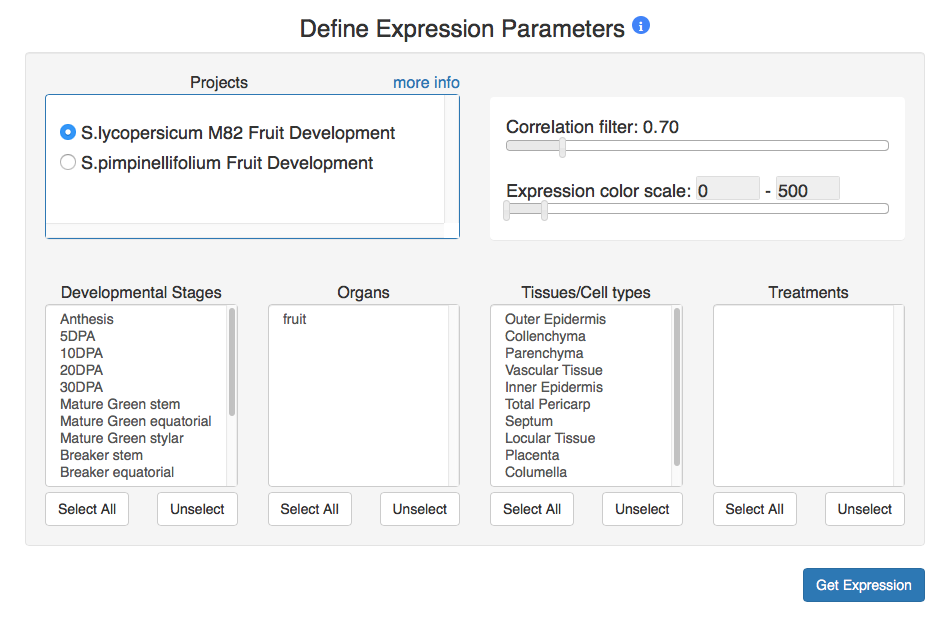 Define Expression Parameters
Projects
more info
S.lycopersicum M82 Fruit Development
S.pimpinellifolium Fruit Development
Correlation filter: 0.70
Expression color scale: 0 - 500
Developmental Stages
Anthesis
5DPA
10DPA
20DPA
30DPA
Mature Green stem
Mature Green equatorial
Mature Green stylar
Breaker stem
Breaker equatorial
Select All
Unselect
Organs
fruit
Select All
Unselect
Tissues/Cell types
Outer Epidermis
Collenchyma
Parenchyma
Vascular Tissue
Inner Epidermis
Total Pericarp
Septum
Locular Tissue
Placenta
Columella
Select All
Unselect
Treatments
Select All
Unselect
Get Expression